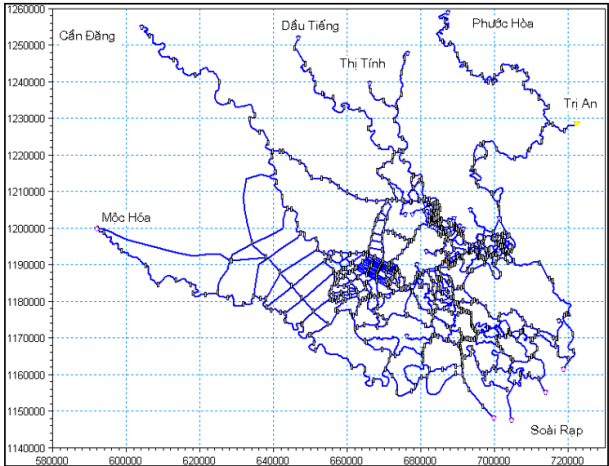 1260000
1250000
1240000
1230000
1220000
1210000
1200000
1190000
1180000
1170000
1160000
1150000
1140000
Cần Đăng
Dầu Tiếng
Thị Tính
Phước Hòa
Trị An
Mộc Hóa
Soài Rạp
580000 600000 620000 640000 660000 680000 700000 720000